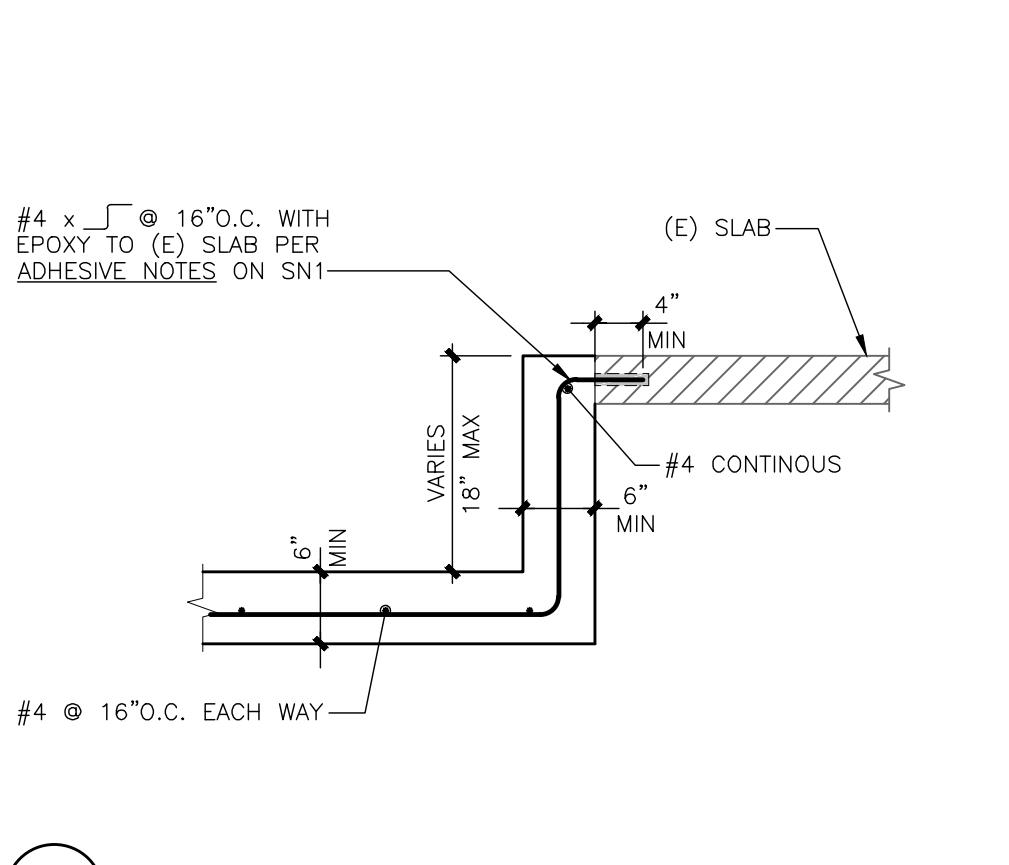 #4 x @ 16”O.C. WITH
EPOXY TO (E) SLAB PER
ADHESIVE NOTES ON SN1
(E) SLAB
4”
MIN
VARIES
18” MAX
#4 CONTINOUS
6”
MIN
6”
MIN
#4 @ 16”O.C. EACH WAY